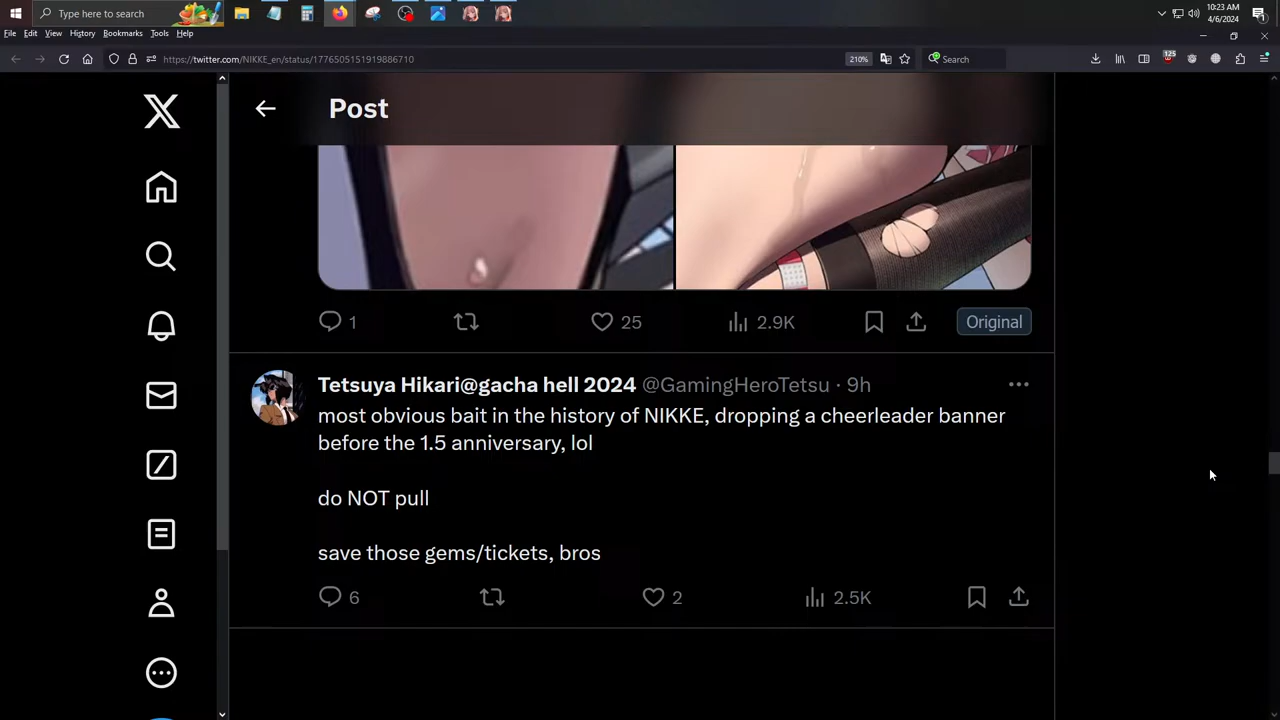 Type here to search
10:23 AM
4/6/2024
File Edit View History Bookmarks Tools Help
https://twitter.com/NIKKE_en/status/1776505151919886710
210%
Search
125
Post
1
25
2.9K
Original
Tetsuya Hikari@gacha hell 2024 @GamingHeroTetsu · 9h
most obvious bait in the history of NIKKE, dropping a cheerleader banner
before the 1.5 anniversary, lol
do NOT pull
save those gems/tickets, bros
6
2
2.5K